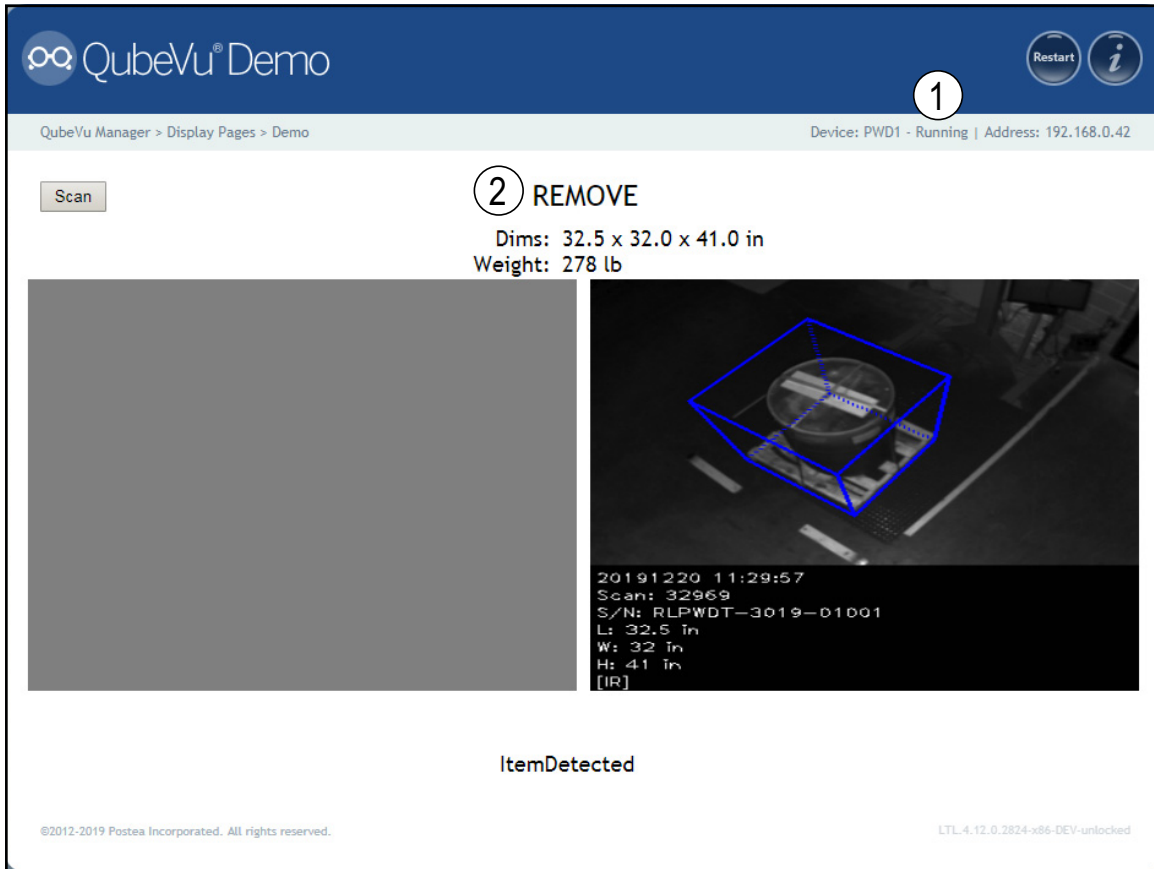 QubeVu® Demo
Restart
i
1
QubeVu Manager > Display Pages > Demo
Device: PWD1 - Running | Address: 192.168.0.42
Scan
2 REMOVE
Dims: 32.5 x 32.0 x 41.0 in
Weight: 278 lb
20191220 11:29:57
Scan: 32969
S/N: RLPWDT-3019-01001
L: 32.5 in
W: 32 in
H: 41 in
[IR]
ItemDetected
©2012-2019 Postea Incorporated. All rights reserved.
LTL.4.12.0.2824-x86-DEV-unlocked